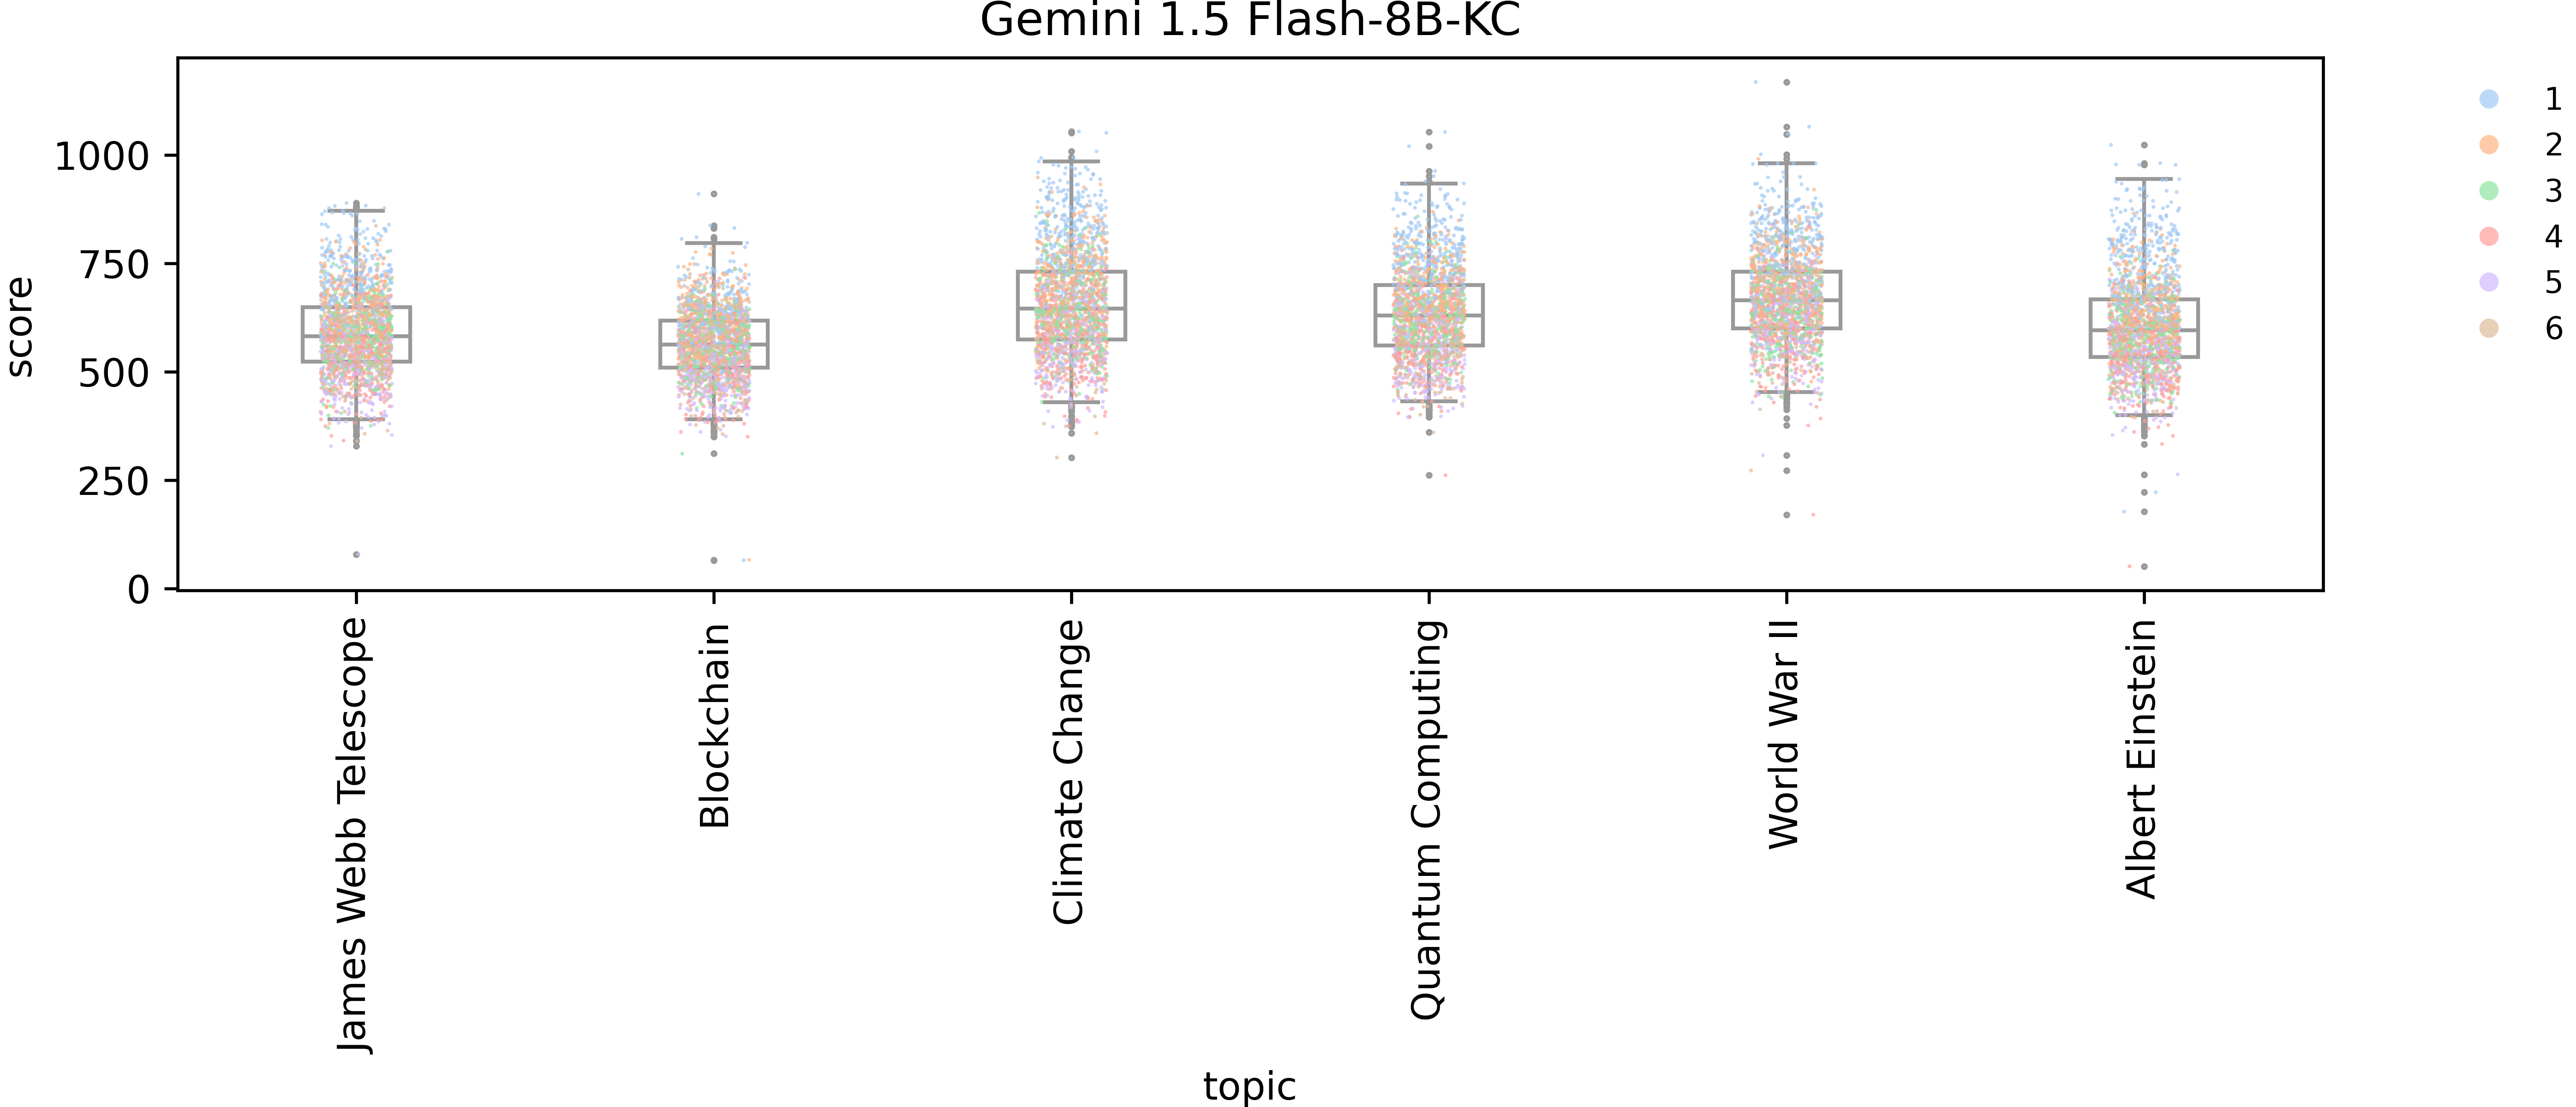 Gemini 1.5 Flash-8B-KC
score
1000
750
500
250
0
James Webb Telescope
Blockchain
Climate Change
Quantum Computing
World War II
Albert Einstein
topic
1
2
3
4
5
6